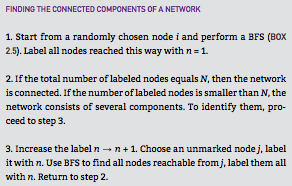 FINDING THE CONNECTED COMPONENTS OF A NETWORK
1. Start from a randomly chosen node i and perform a BFS (BOX
2.5). Label all nodes reached this way with n = 1.
2. If the total number of labeled nodes equals N, then the network
is connected. If the number of labeled nodes is smaller than N, the
network consists of several components. To identify them, pro-
ceed to step 3.
3. Increase the label n → n + 1. Choose an unmarked node j, label
it with n. Use BFS to find all nodes reachable from j, label them all
with n. Return to step 2.